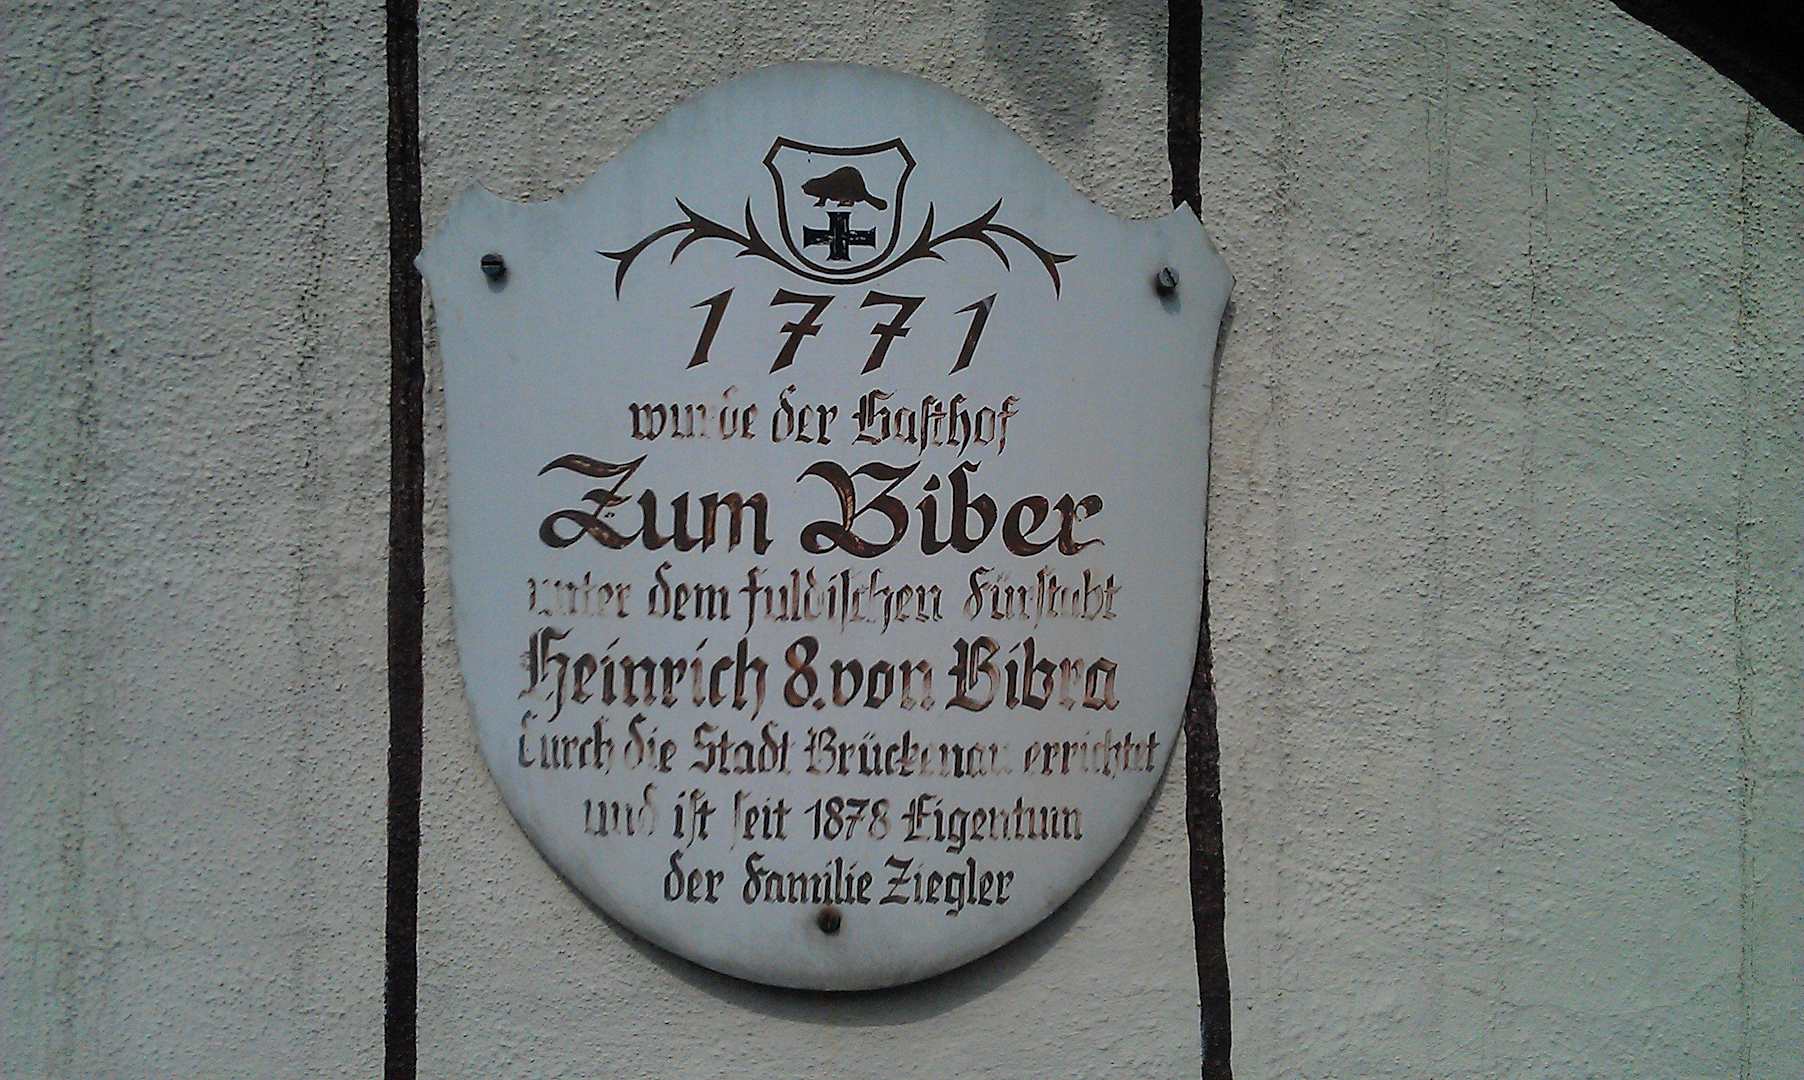 1771
wurde der Gasthof
Zum Biber
unter dem fuldischen Fürstabt
Heinrich 8. von Bibra
durch die Stadt Brückenau errichtet
und ist seit 1878 Eigentum
der Familie Ziegler